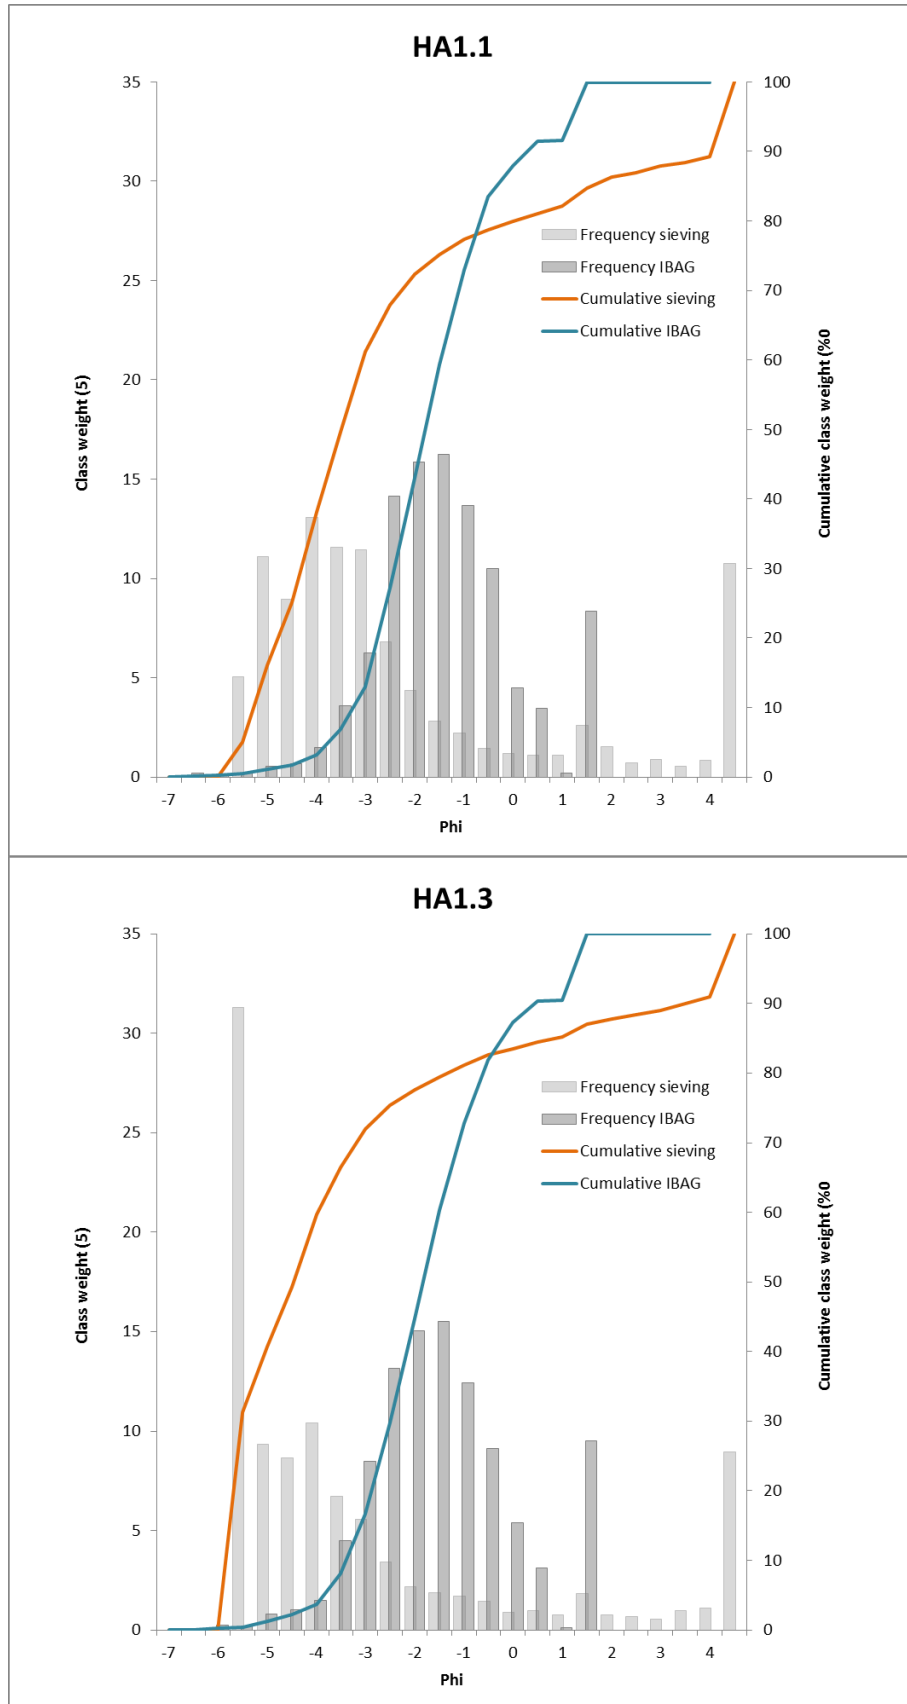 HA1.1
35
30
25
20
15
10
5
0
Class weight (5)
100
90
80
70
60
50
40
30
20
10
0
Cumulative class weight (%0
Frequency sieving
Frequency IBAG
Cumulative sieving
Cumulative IBAG
-7 -6 -5 -4 -3 -2 -1 0 1 2 3 4
Phi
HA1.3
35
30
25
20
15
10
5
0
Class weight (5)
100
90
80
70
60
50
40
30
20
10
0
Cumulative class weight (%0
Frequency sieving
Frequency IBAG
Cumulative sieving
Cumulative IBAG
-7 -6 -5 -4 -3 -2 -1 0 1 2 3 4
Phi